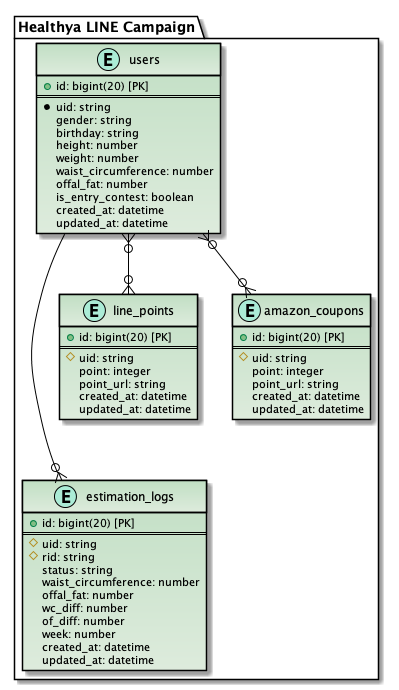 Healthya LINE Campaign
E users
id: bigint(20) [PK]
uid: string
gender: string
birthday: string
height: number
weight: number
waist_circumference: number
offal_fat: number
is_entry_contest: boolean
created_at: datetime
updated_at: datetime
E line_points
id: bigint(20) [PK]
uid: string
point: integer
point_url: string
created_at: datetime
updated_at: datetime
E amazon_coupons
id: bigint(20) [PK]
uid: string
point: integer
point_url: string
created_at: datetime
updated_at: datetime
E estimation_logs
id: bigint(20) [PK]
uid: string
rid: string
status: string
waist_circumference: number
offal_fat: number
wc_diff: number
of_diff: number
week: number
created_at: datetime
updated_at: datetime